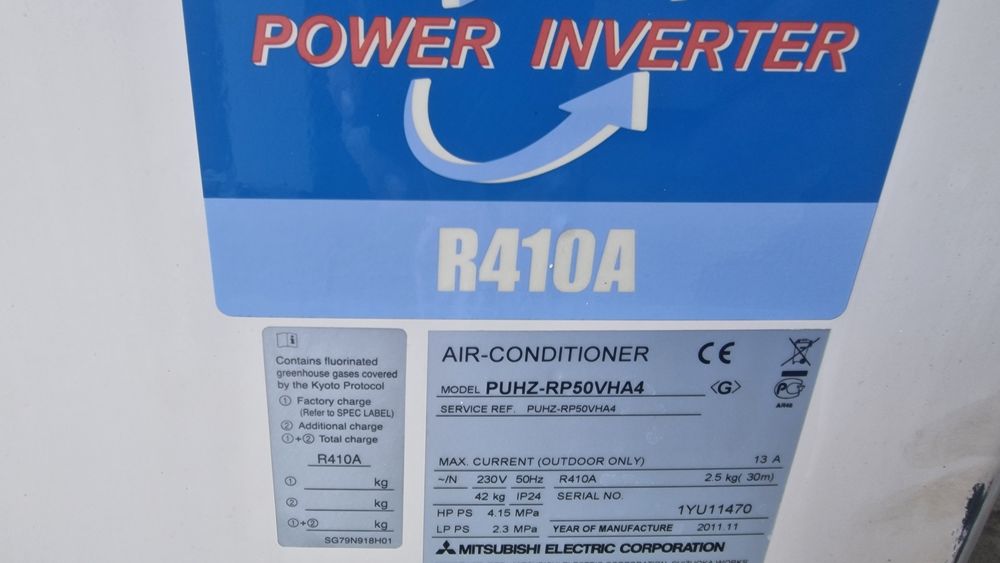 POWER INVERTER
R410A
Contains fluorinated
greenhouse gases covered
by the Kyoto Protocol
① Factory charge
(Refer to SPEC LABEL)
② Additional charge
①+② Total charge
R410A
① kg
② kg
①+② kg
SG79N918H01
AIR-CONDITIONER CE
MODEL PUHZ-RP50VHA4 <G>
SERVICE REF. PUHZ-RP50VHA4
MAX. CURRENT (OUTDOOR ONLY) 13 A
~/N 230V 50Hz R410A 2.5 kg( 30m)
42 kg IP24 SERIAL NO.
HP PS 4.15 MPa 1YU11470
LP PS 2.3 MPa YEAR OF MANUFACTURE 2011.11
MITSUBISHI ELECTRIC CORPORATION